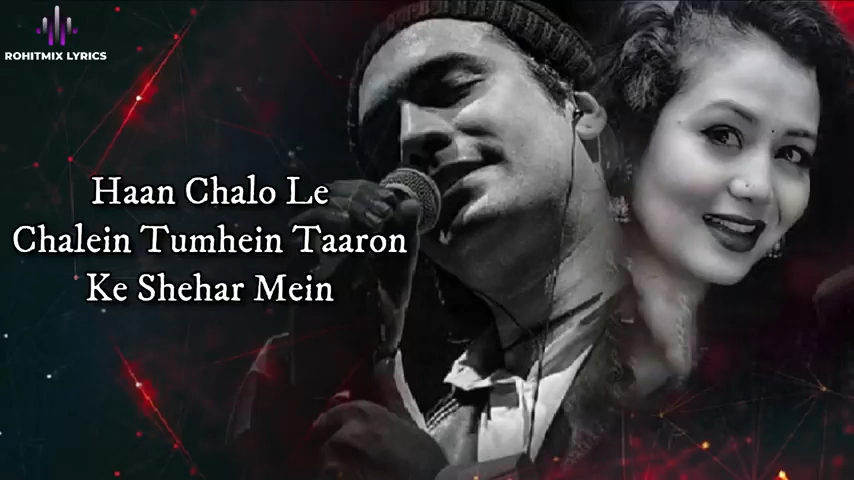 ROHITMIX LYRICS
Haan Chalo Le
Chalein Tumhein Taaron
Ke Shehar Mein